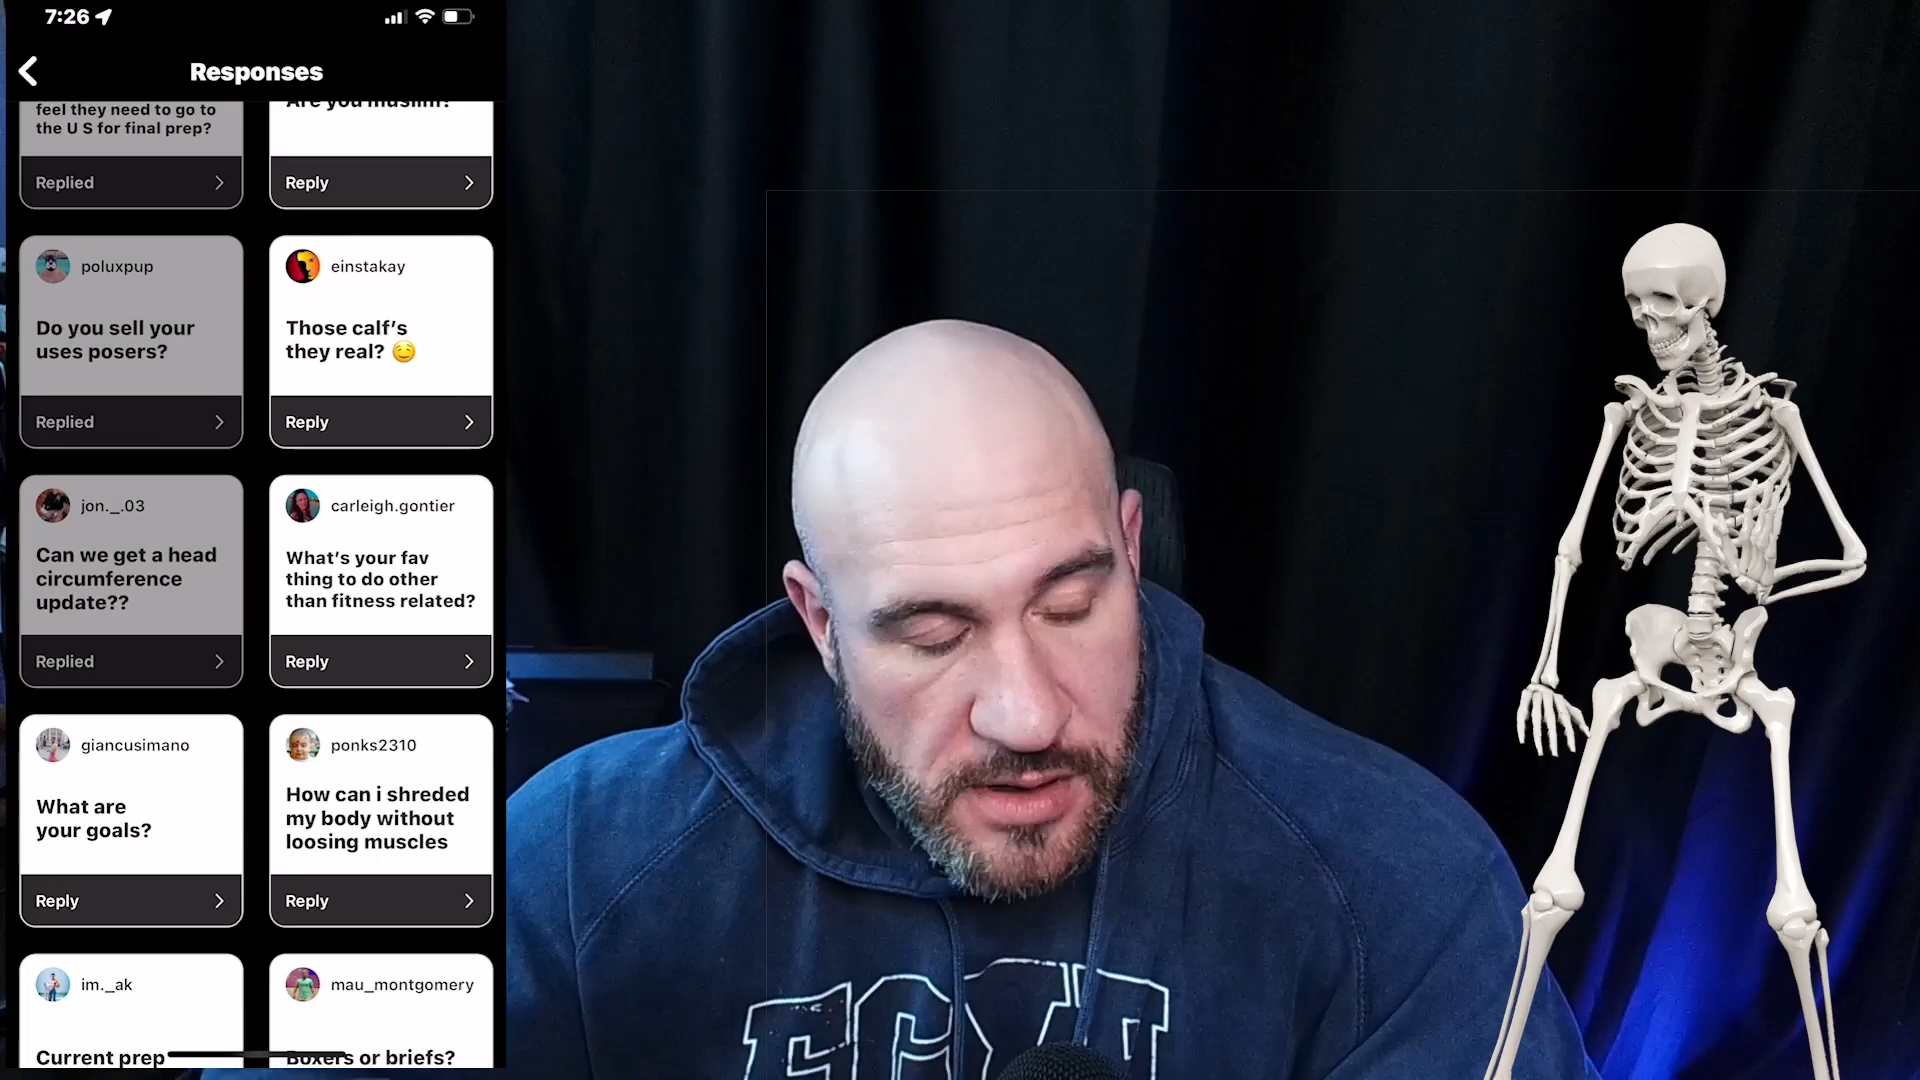 7:26
Responses
feel they need to go to
the U S for final prep?
Replied
Are you muslim?
Reply
poluxpup
Do you sell your
uses posers?
Replied
einstakay
Those calf’s
they real? 😌
Reply
jon._.03
Can we get a head
circumference
update??
Replied
carleigh.gontier
What’s your fav
thing to do other
than fitness related?
Reply
giancusimano
What are
your goals?
Reply
ponks2310
How can i shreded
my body without
loosing muscles
Reply
im._ak
Current prep
mau_montgomery
Boxers or briefs?